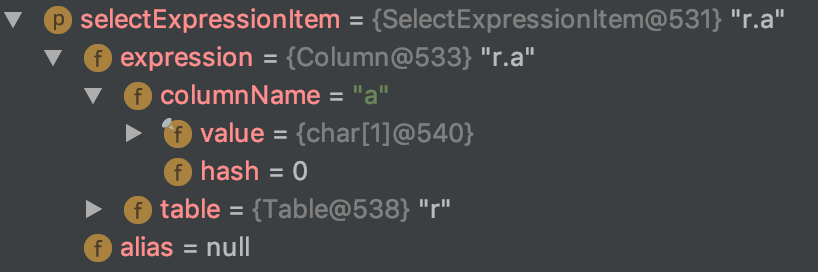 p selectExpressionItem = {SelectExpressionItem@531} "r.a"
f expression = {Column@533} "r.a"
f columnName = "a"
f value = {char[1]@540}
f hash = 0
f table = {Table@538} "r"
f alias = null